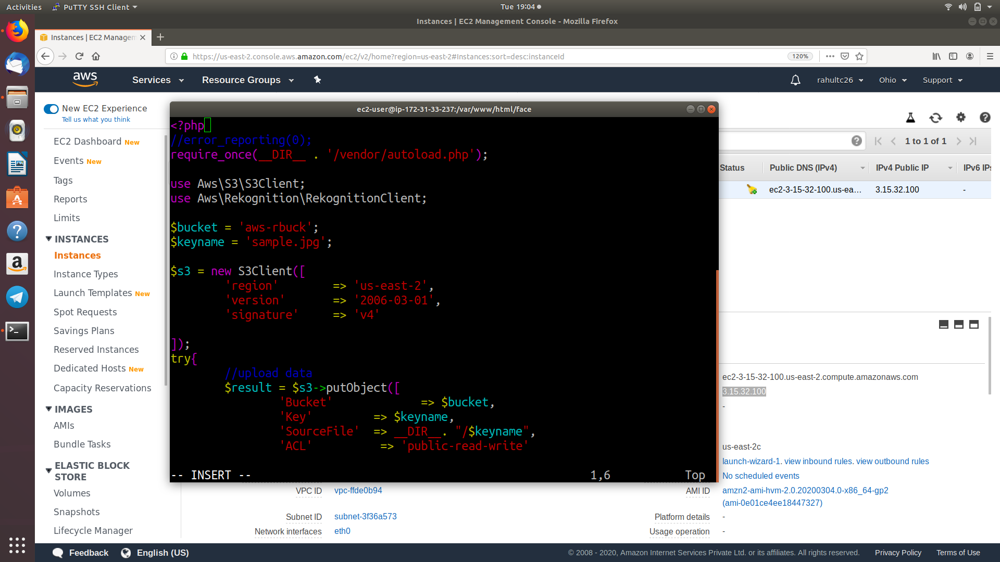 Activities
PuTTY SSH Client
Tue 19:04
Instances | EC2 Management Console - Mozilla Firefox
Instances | EC2 Managem
https://us-east-2.console.aws.amazon.com/ec2/v2/home?region=us-east-2#Instances:sort=desc:instanceId
120%
aws
Services
Resource Groups
rahultc26
Ohio
Support
New EC2 Experience
Tell us what you think
EC2 Dashboard New
Events New
Tags
Reports
Limits
INSTANCES
Instances
Instance Types
Launch Templates New
Spot Requests
Savings Plans
Reserved Instances
Dedicated Hosts New
Capacity Reservations
IMAGES
AMIs
Bundle Tasks
ELASTIC BLOCK
STORE
Volumes
Snapshots
Lifecycle Manager
ec2-user@ip-172-31-33-237:/var/www/html/face
<?php
//error_reporting(0);
require_once(__DIR__ . '/vendor/autoload.php');
use Aws\S3\S3Client;
use Aws\Rekognition\RekognitionClient;
$bucket = 'aws-rbuck';
$keyname = 'sample.jpg';
$s3 = new S3Client([
'region' => 'us-east-2',
'version' => '2006-03-01',
'signature' => 'v4'
]);
try{
//upload data
$result = $s3->putObject([
'Bucket' => $bucket,
'Key' => $keyname,
'SourceFile' => __DIR__. "/$keyname",
'ACL' => 'public-read-write'
-- INSERT -- 1,6 Top
1 to 1 of 1
Status
Public DNS (IPv4)
IPv4 Public IP
IPv6 IPs
ec2-3-15-32-100.us-ea...
3.15.32.100
-
ec2-3-15-32-100.us-east-2.compute.amazonaws.com
3.15.32.100
-
us-east-2c
launch-wizard-1. view inbound rules. view outbound rules
No scheduled events
VPC ID
vpc-ffde0b94
AMI ID
amzn2-ami-hvm-2.0.20200304.0-x86_64-gp2
(ami-0e01ce4ee18447327)
Subnet ID
subnet-3f36a573
Platform details
-
Network interfaces
eth0
Usage operation
-
Feedback
English (US)
© 2008 - 2020, Amazon Internet Services Private Ltd. or its affiliates. All rights reserved.
Privacy Policy
Terms of Use